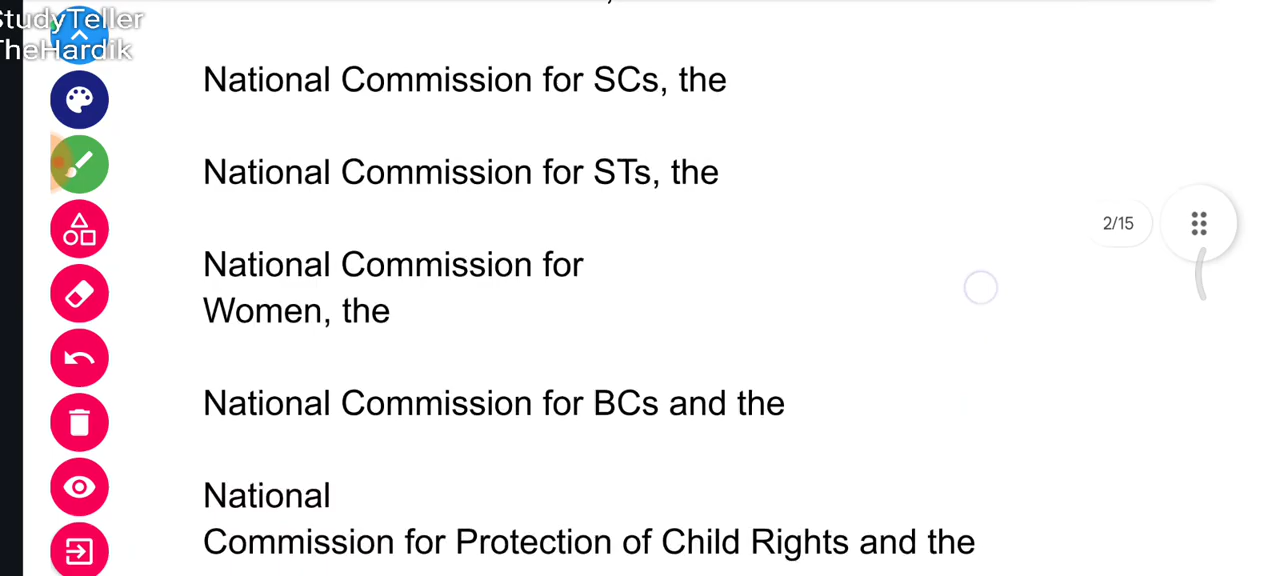 StudyTeller
TheHardik
National Commission for SCs, the
National Commission for STs, the
2/15
National Commission for
Women, the
National Commission for BCs and the
National
Commission for Protection of Child Rights and the